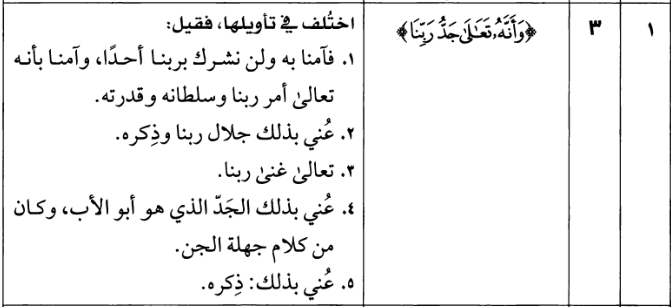 ١
٣
﴿وَأَنَّهُۥ تَعَٰلَىٰ جَدُّ رَبِّنَا﴾
اختُلف في تأويلها، فقيل:
١. فآمنا به ولن نشرك بربنا أحدًا، وآمنا بأنه
تعالىٰ أمر ربنا وسلطانه وقدرته.
٢. عُني بذلك جلال ربنا وذِكره.
٣. تعالىٰ غنىٰ ربنا.
٤. عُني بذلك الجَدّ الذي هو أبو الأب، وكان
من كلام جهلة الجن.
٥. عُني بذلك: ذِكره.